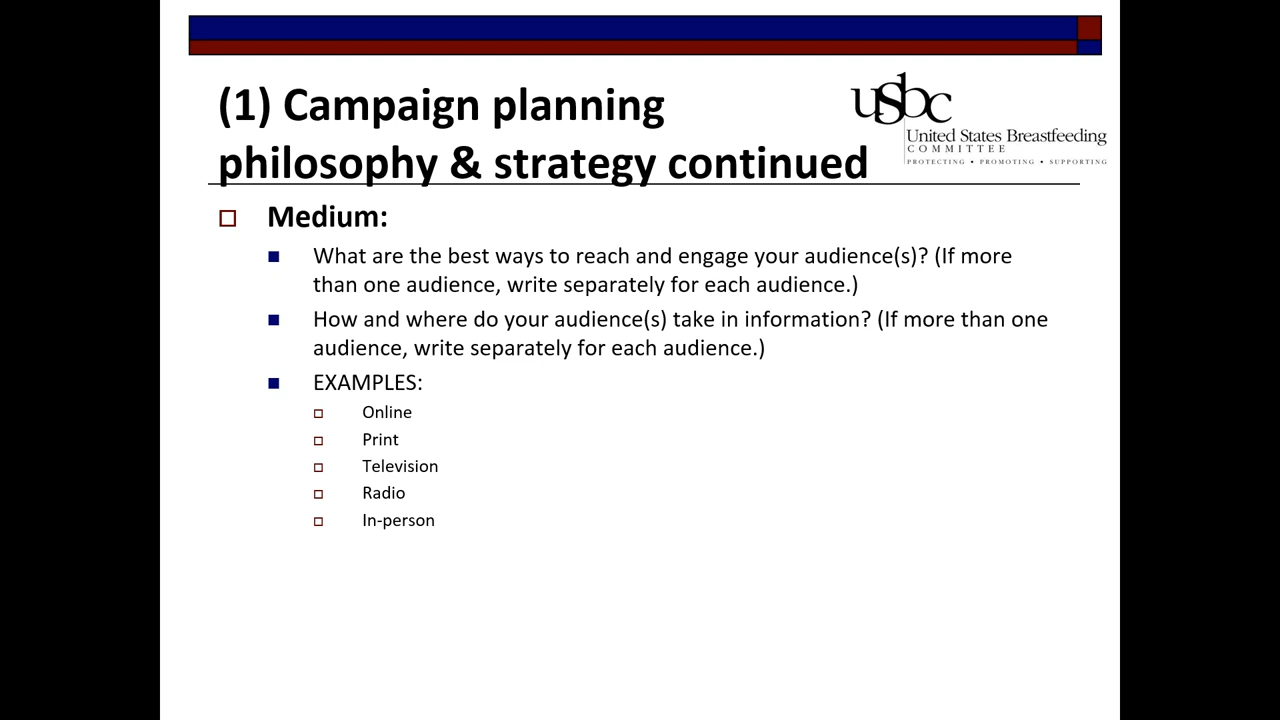 (1) Campaign planning
philosophy & strategy continued
usbc
United States Breastfeeding
COMMITTEE
PROTECTING • PROMOTING • SUPPORTING
Medium:
What are the best ways to reach and engage your audience(s)? (If more
than one audience, write separately for each audience.)
How and where do your audience(s) take in information? (If more than one
audience, write separately for each audience.)
EXAMPLES:
Online
Print
Television
Radio
In-person